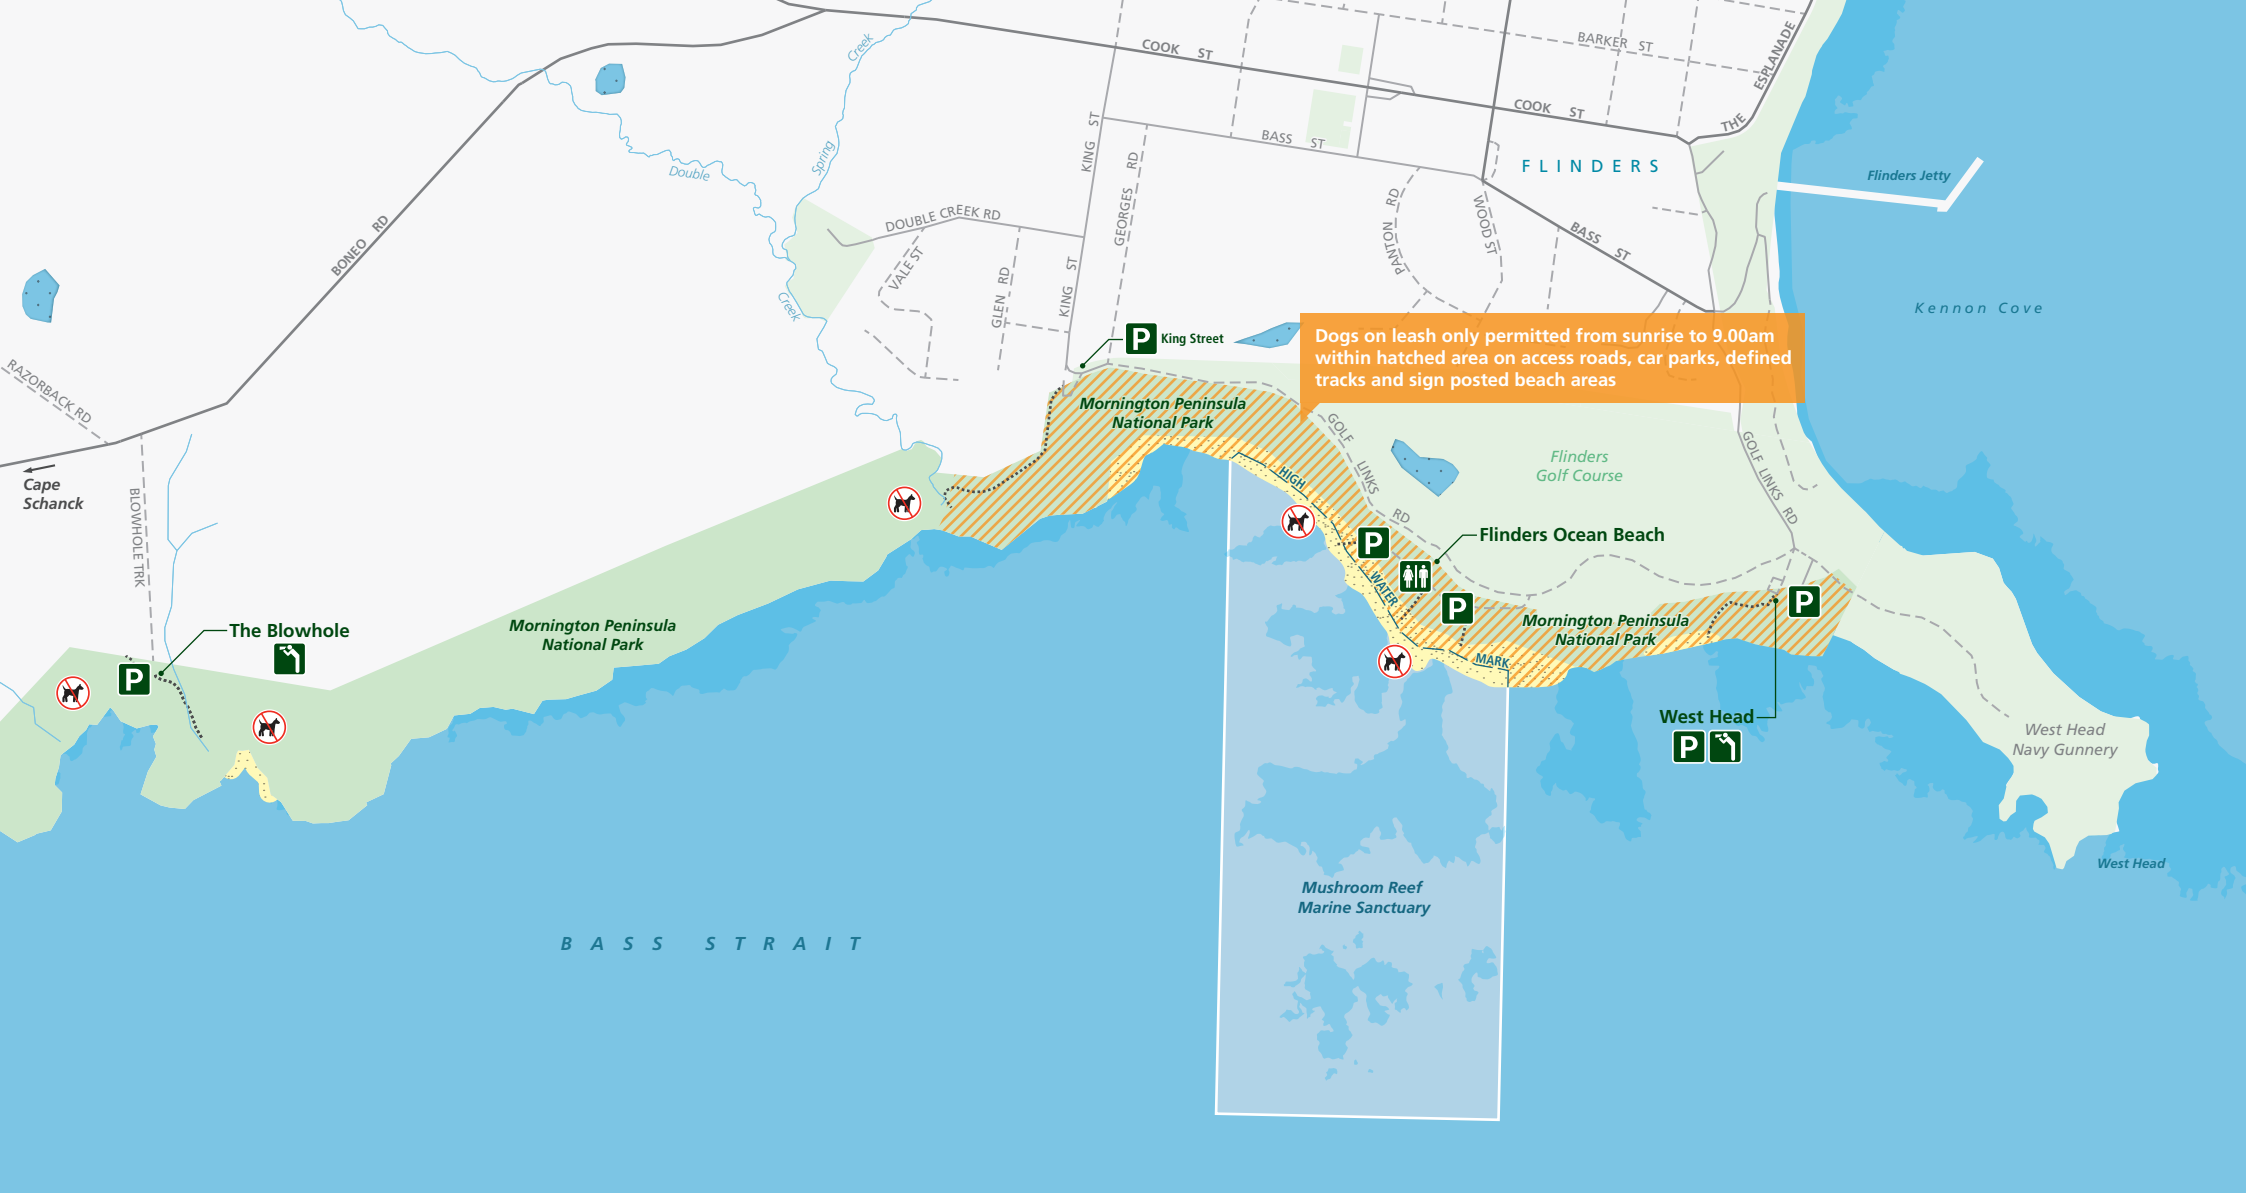 COOK ST
BARKER ST
THE ESPLANADE
COOK ST
BASS ST
FLINDERS
Flinders Jetty
Kennon Cove
Spring Creek
Double Creek
KING ST
GEORGES RD
DOUBLE CREEK RD
VALE ST
GLEN RD
KING ST
PANTON RD
WOOD ST
BASS ST
BONEO RD
RAZORBACK RD
Cape
Schanck
BLOWHOLE TRK
P King Street
Dogs on leash only permitted from sunrise to 9.00am
within hatched area on access roads, car parks, defined
tracks and sign posted beach areas
Mornington Peninsula
National Park
GOLF LINKS RD
Flinders
Golf Course
GOLF LINKS RD
HIGH WATER MARK
P
Flinders Ocean Beach
P
P
The Blowhole
P
Mornington Peninsula
National Park
Mornington Peninsula
National Park
West Head
P
West Head
Navy Gunnery
West Head
Mushroom Reef
Marine Sanctuary
BASS STRAIT